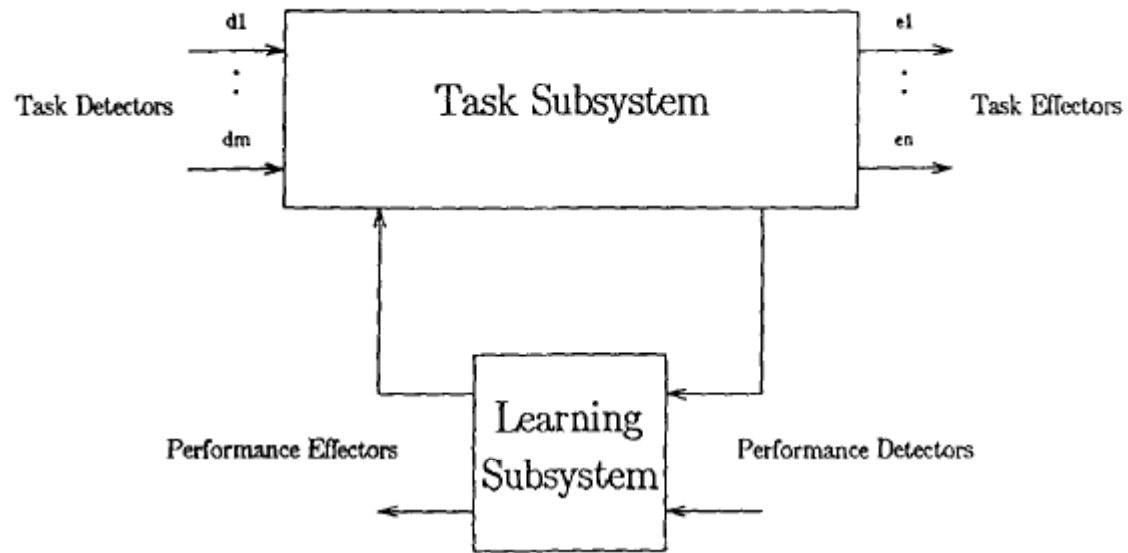 d1
e1
Task Detectors
Task Subsystem
Task Effectors
dm
en
Learning
Subsystem
Performance Effectors
Performance Detectors